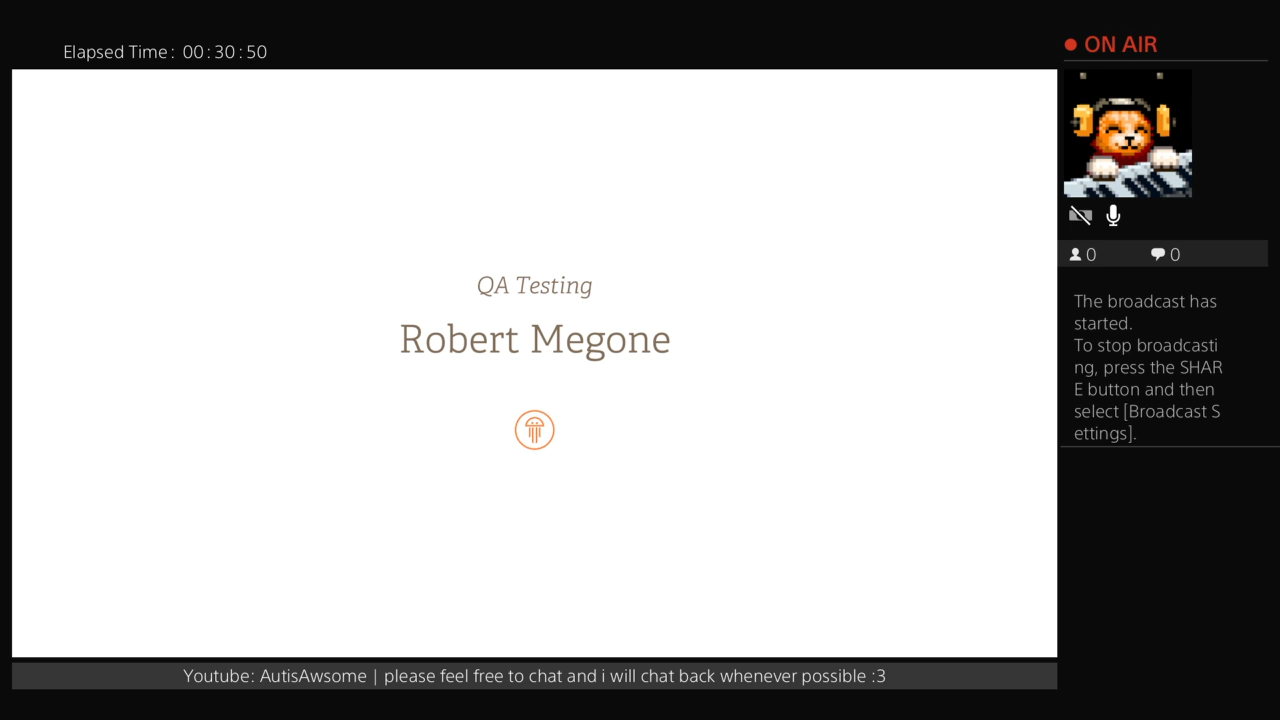 Elapsed Time: 00:30:50
ON AIR
QA Testing
Robert Megone
0 0
The broadcast has
started.
To stop broadcasti
ng, press the SHAR
E button and then
select [Broadcast S
ettings].
Youtube: AutisAwsome | please feel free to chat and i will chat back whenever possible :3